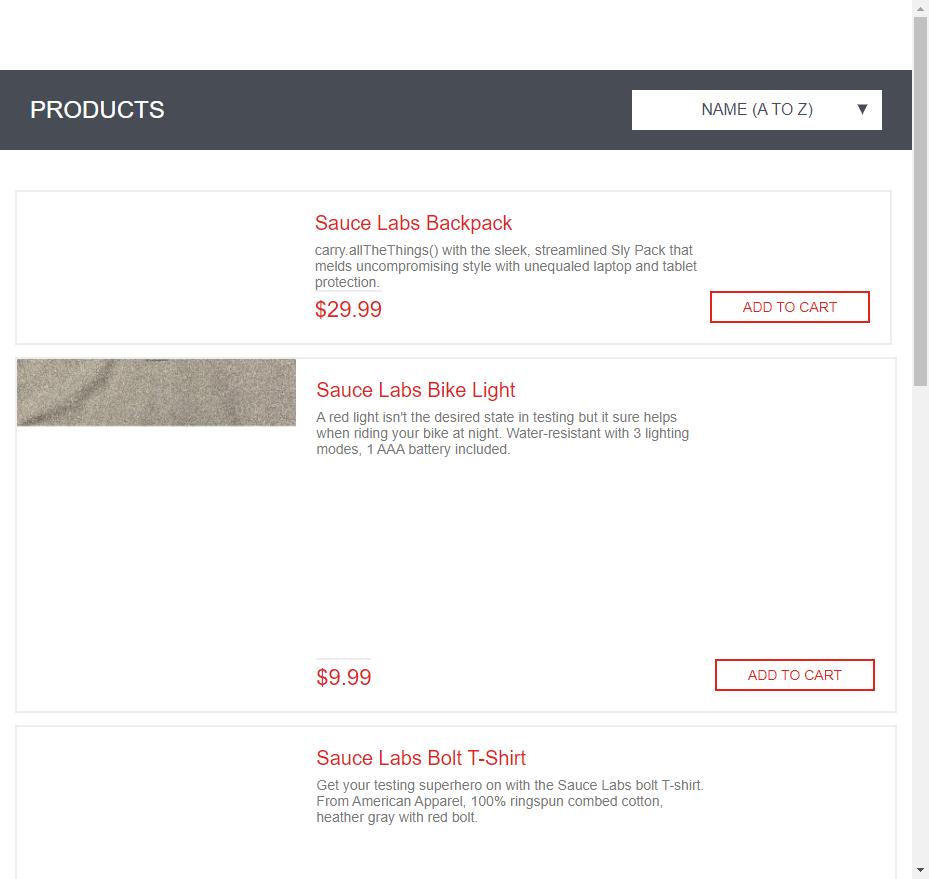 PRODUCTS
NAME (A TO Z) ▼
Sauce Labs Backpack
carry.allTheThings() with the sleek, streamlined Sly Pack that
melds uncompromising style with unequaled laptop and tablet
protection.
$29.99
ADD TO CART
Sauce Labs Bike Light
A red light isn't the desired state in testing but it sure helps
when riding your bike at night. Water-resistant with 3 lighting
modes, 1 AAA battery included.
$9.99
ADD TO CART
Sauce Labs Bolt T-Shirt
Get your testing superhero on with the Sauce Labs bolt T-shirt.
From American Apparel, 100% ringspun combed cotton,
heather gray with red bolt.